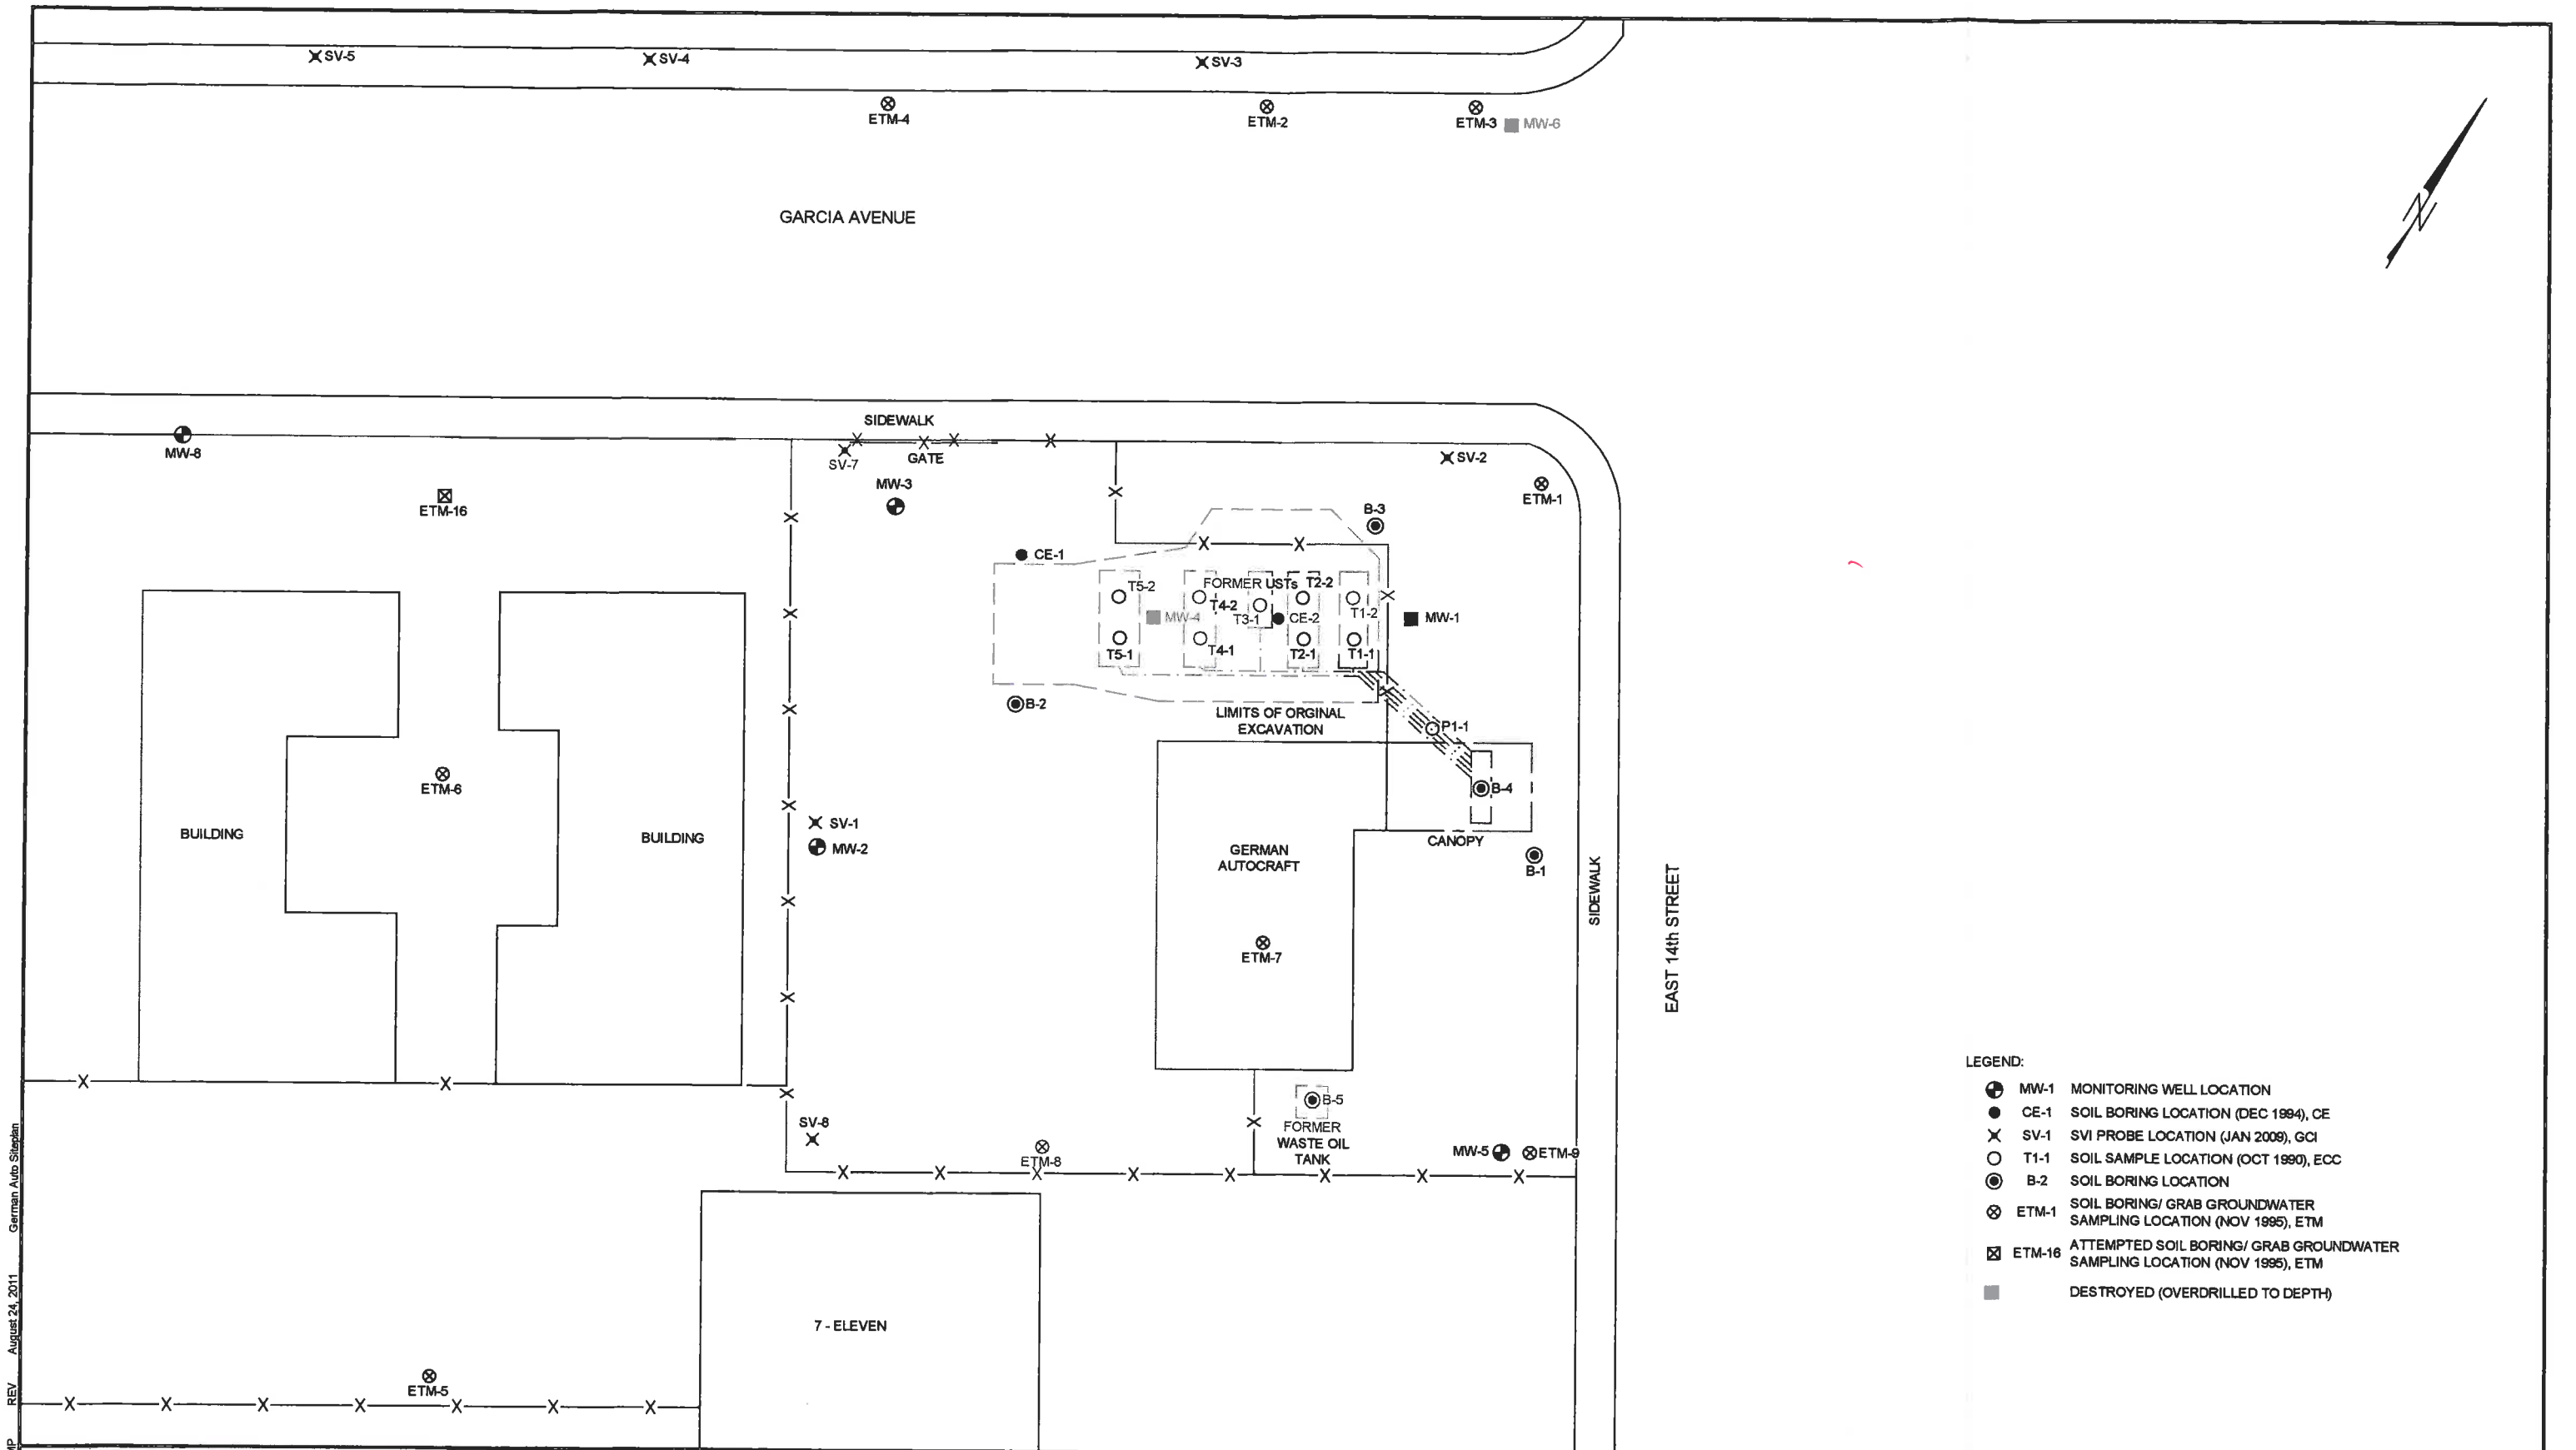 SV-5
SV-4
SV-3
ETM-4
ETM-2
ETM-3
MW-6
GARCIA AVENUE
N
SIDEWALK
MW-8
SV-7
GATE
SV-2
MW-3
ETM-1
ETM-16
B-3
CE-1
T5-2
FORMER USTs
T2-2
T4-2
MW-4
T3-1
CE-2
T1-2
MW-1
T5-1
T4-1
T2-1
T1-1
B-2
LIMITS OF ORGINAL
EXCAVATION
P1-1
ETM-6
B-4
BUILDING
BUILDING
SV-1
MW-2
CANOPY
GERMAN
AUTOCRAFT
B-1
SIDEWALK
EAST 14th STREET
ETM-7
B-5
FORMER
WASTE OIL
TANK
SV-8
ETM-8
MW-5
ETM-9
7 - ELEVEN
ETM-5
LEGEND:
MW-1 MONITORING WELL LOCATION
CE-1 SOIL BORING LOCATION (DEC 1994), CE
SV-1 SVI PROBE LOCATION (JAN 2009), GCI
T1-1 SOIL SAMPLE LOCATION (OCT 1990), ECC
B-2 SOIL BORING LOCATION
ETM-1 SOIL BORING/ GRAB GROUNDWATER
SAMPLING LOCATION (NOV 1995), ETM
ETM-16 ATTEMPTED SOIL BORING/ GRAB GROUNDWATER
SAMPLING LOCATION (NOV 1995), ETM
DESTROYED (OVERDRILLED TO DEPTH)
REV August 24, 2011 German Auto Siteplan